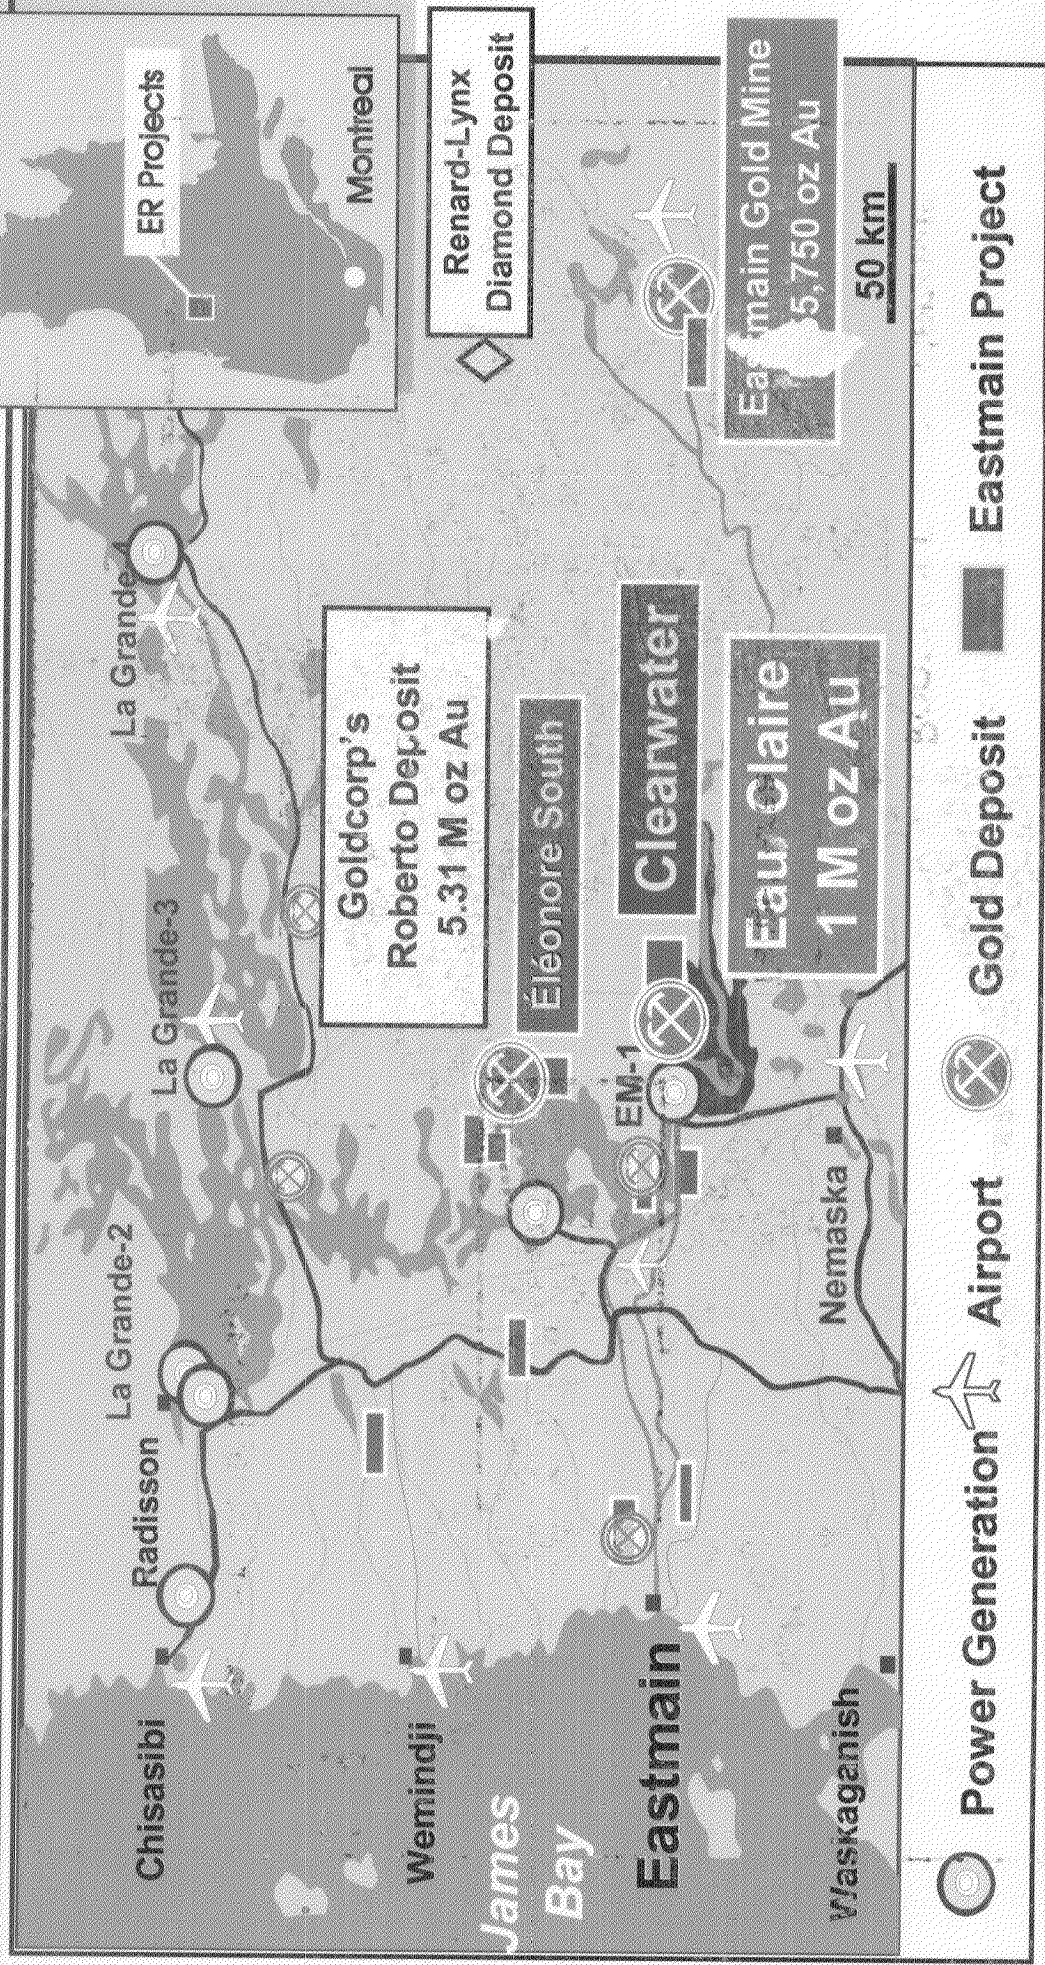 ER Projects
Montreal
Renard-Lynx
Diamond Deposit
La Grande-2
La Grande-3
La Grande-4
Radisson
Chisasibi
Goldcorp's
Roberto Deposit
5.31 M oz Au
Wemindji
James
Bay
Éléonore South
EM-1
Clearwater
Eastmain
Eau Claire
1 M oz Au
Eastmain Gold Mine
5,750 oz Au
Nemaska
Waskaganish
50 km
Power Generation
Airport
Gold Deposit
Eastmain Project